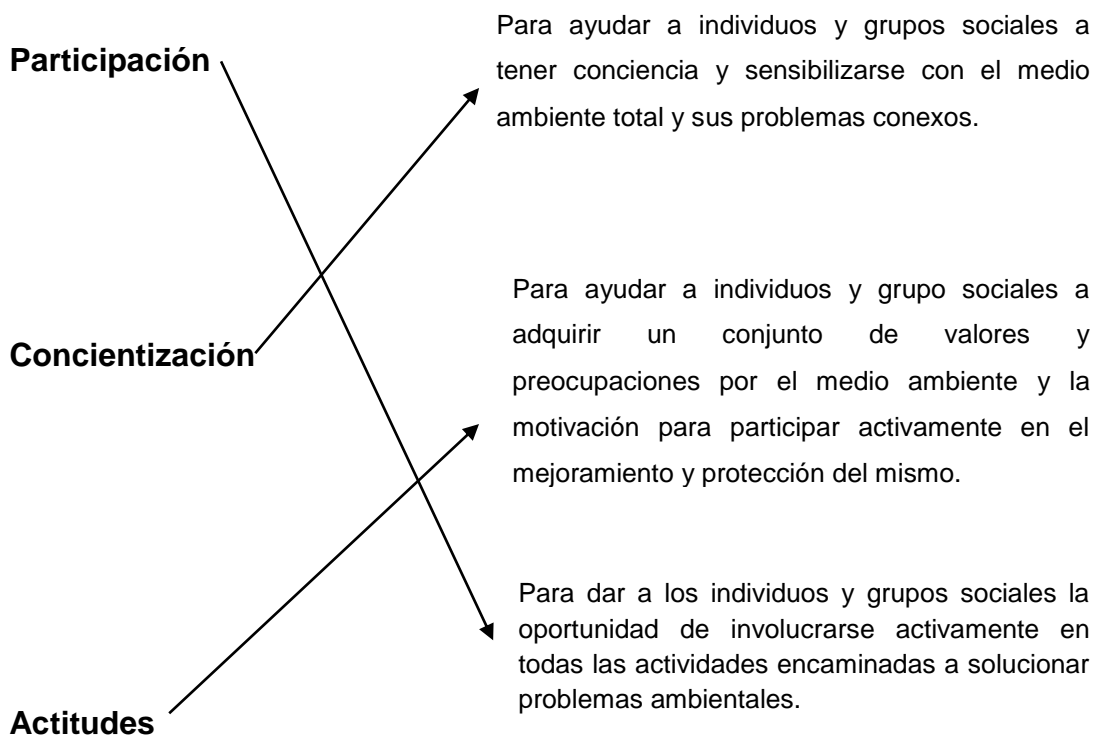 Participación
Para ayudar a individuos y grupos sociales a
tener conciencia y sensibilizarse con el medio
ambiente total y sus problemas conexos.
Concientización
Para ayudar a individuos y grupo sociales a
adquirir un conjunto de valores y
preocupaciones por el medio ambiente y la
motivación para participar activamente en el
mejoramiento y protección del mismo.
Actitudes
Para dar a los individuos y grupos sociales la
oportunidad de involucrarse activamente en
todas las actividades encaminadas a solucionar
problemas ambientales.